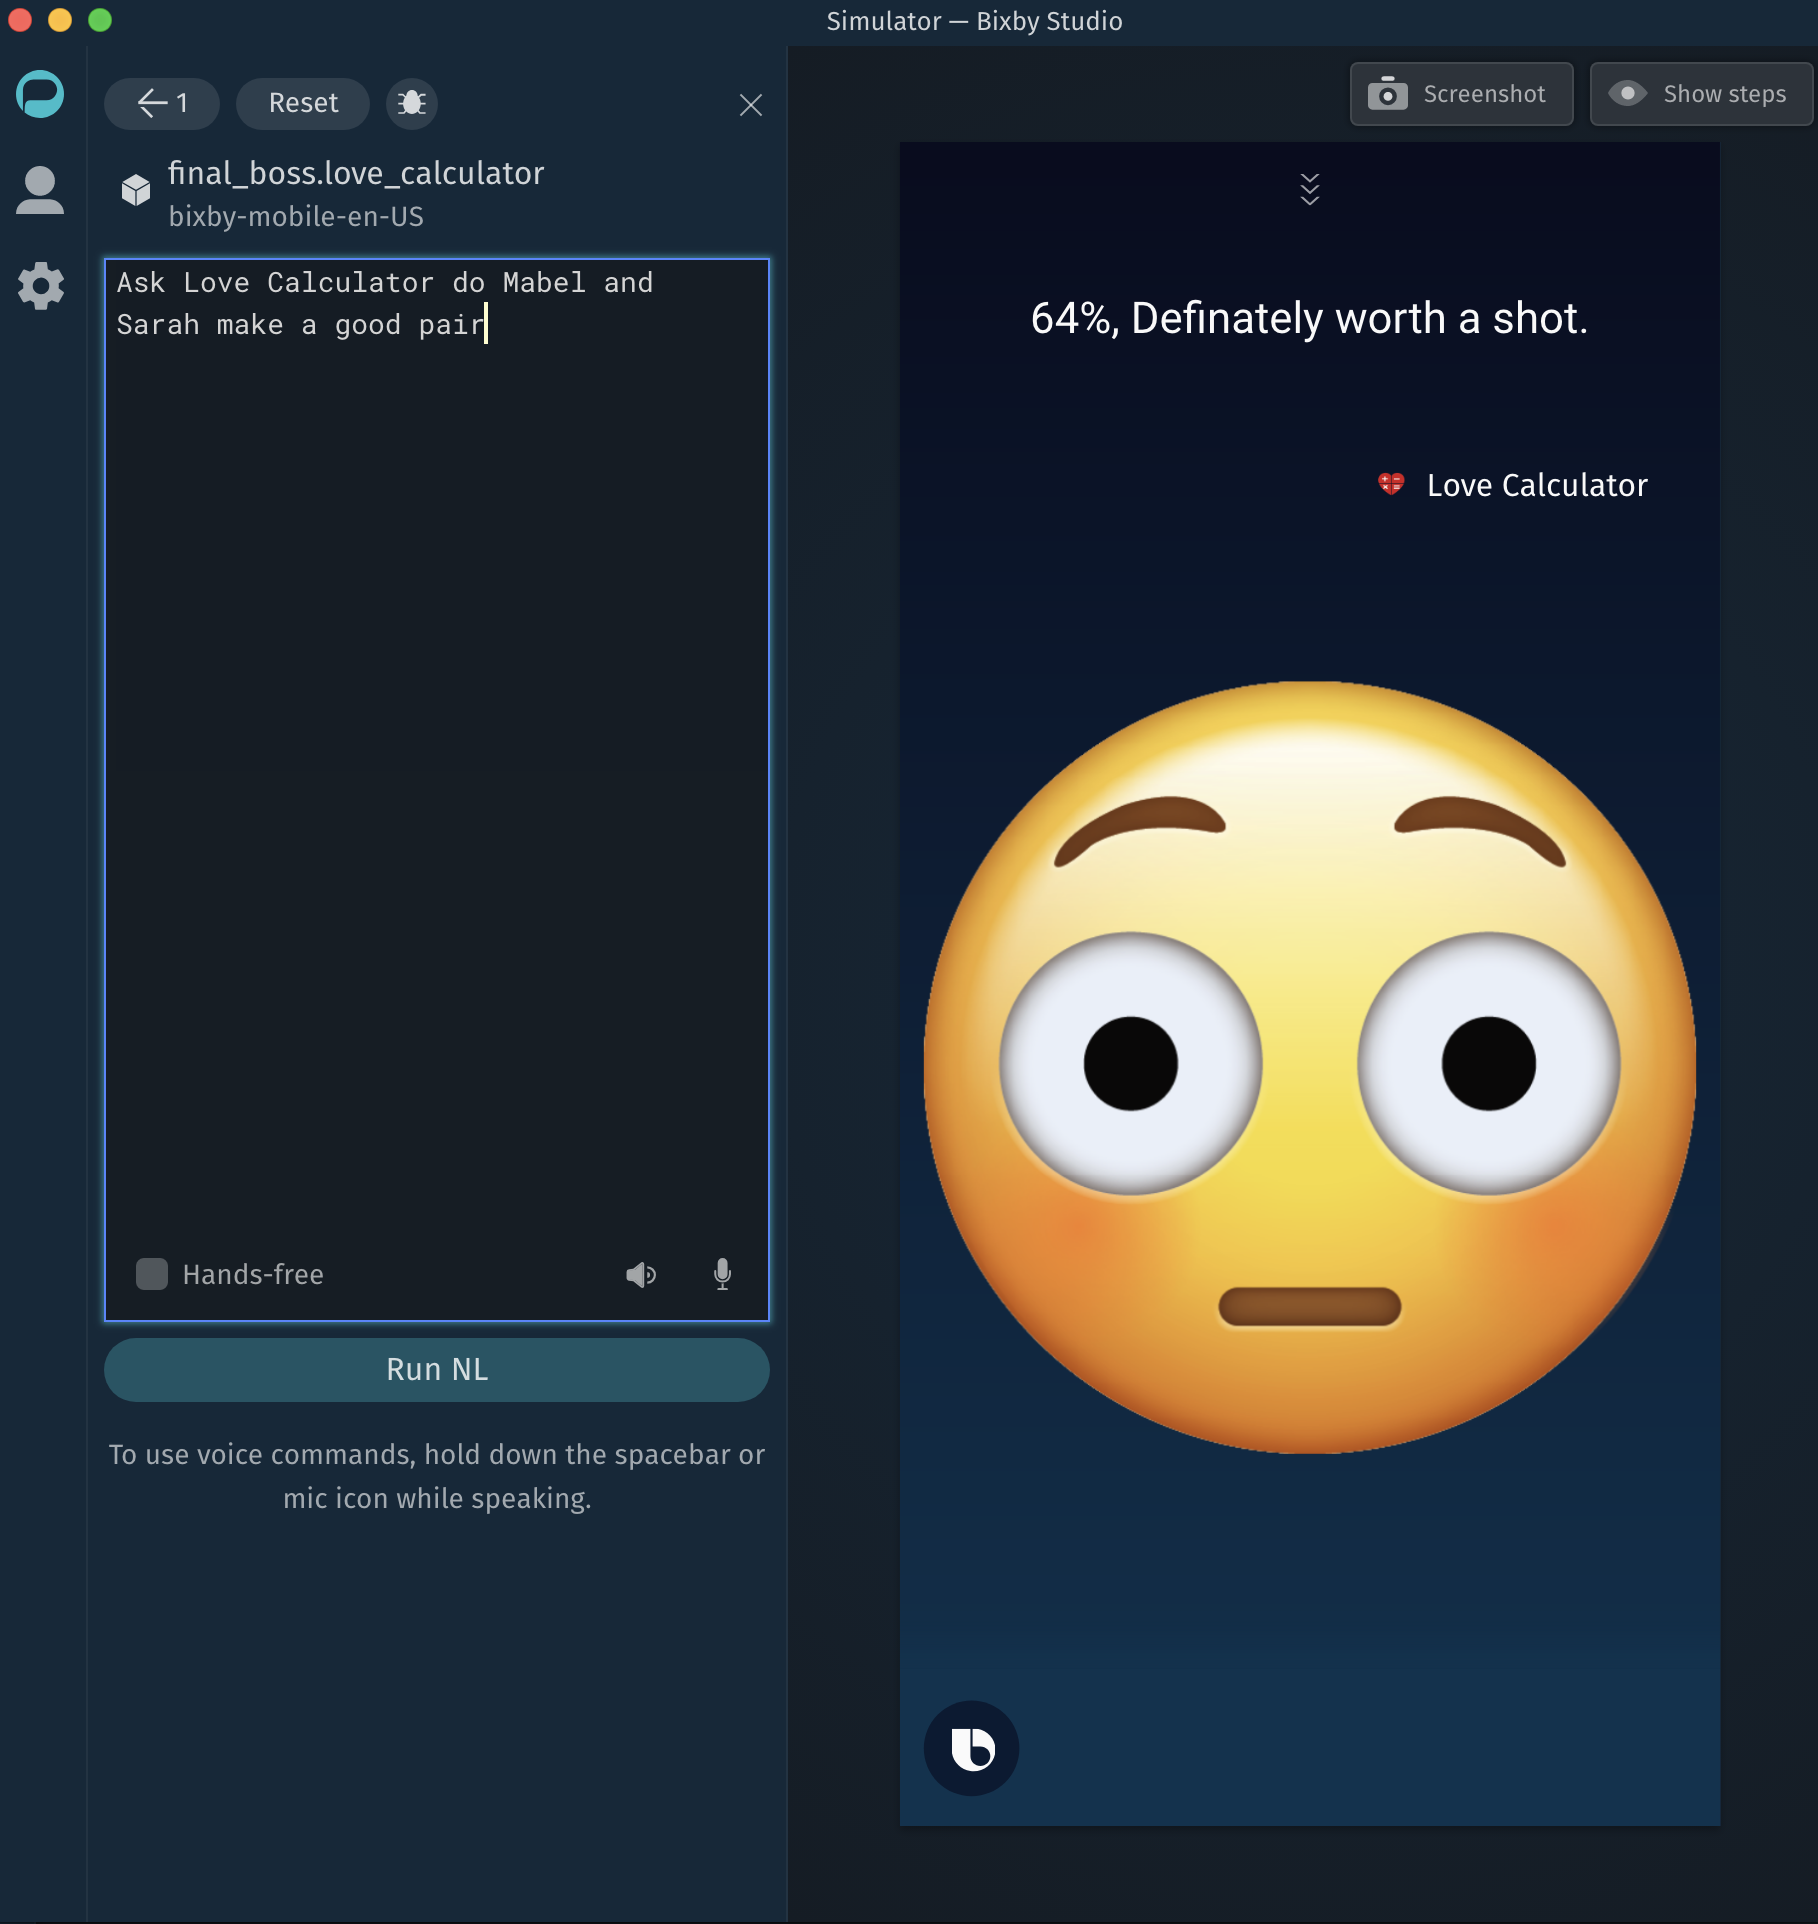 Simulator — Bixby Studio
1
Reset
final_boss.love_calculator
bixby-mobile-en-US
Ask Love Calculator do Mabel and
Sarah make a good pair
Hands-free
Run NL
To use voice commands, hold down the spacebar or
mic icon while speaking.
Screenshot
Show steps
64%, Definately worth a shot.
Love Calculator